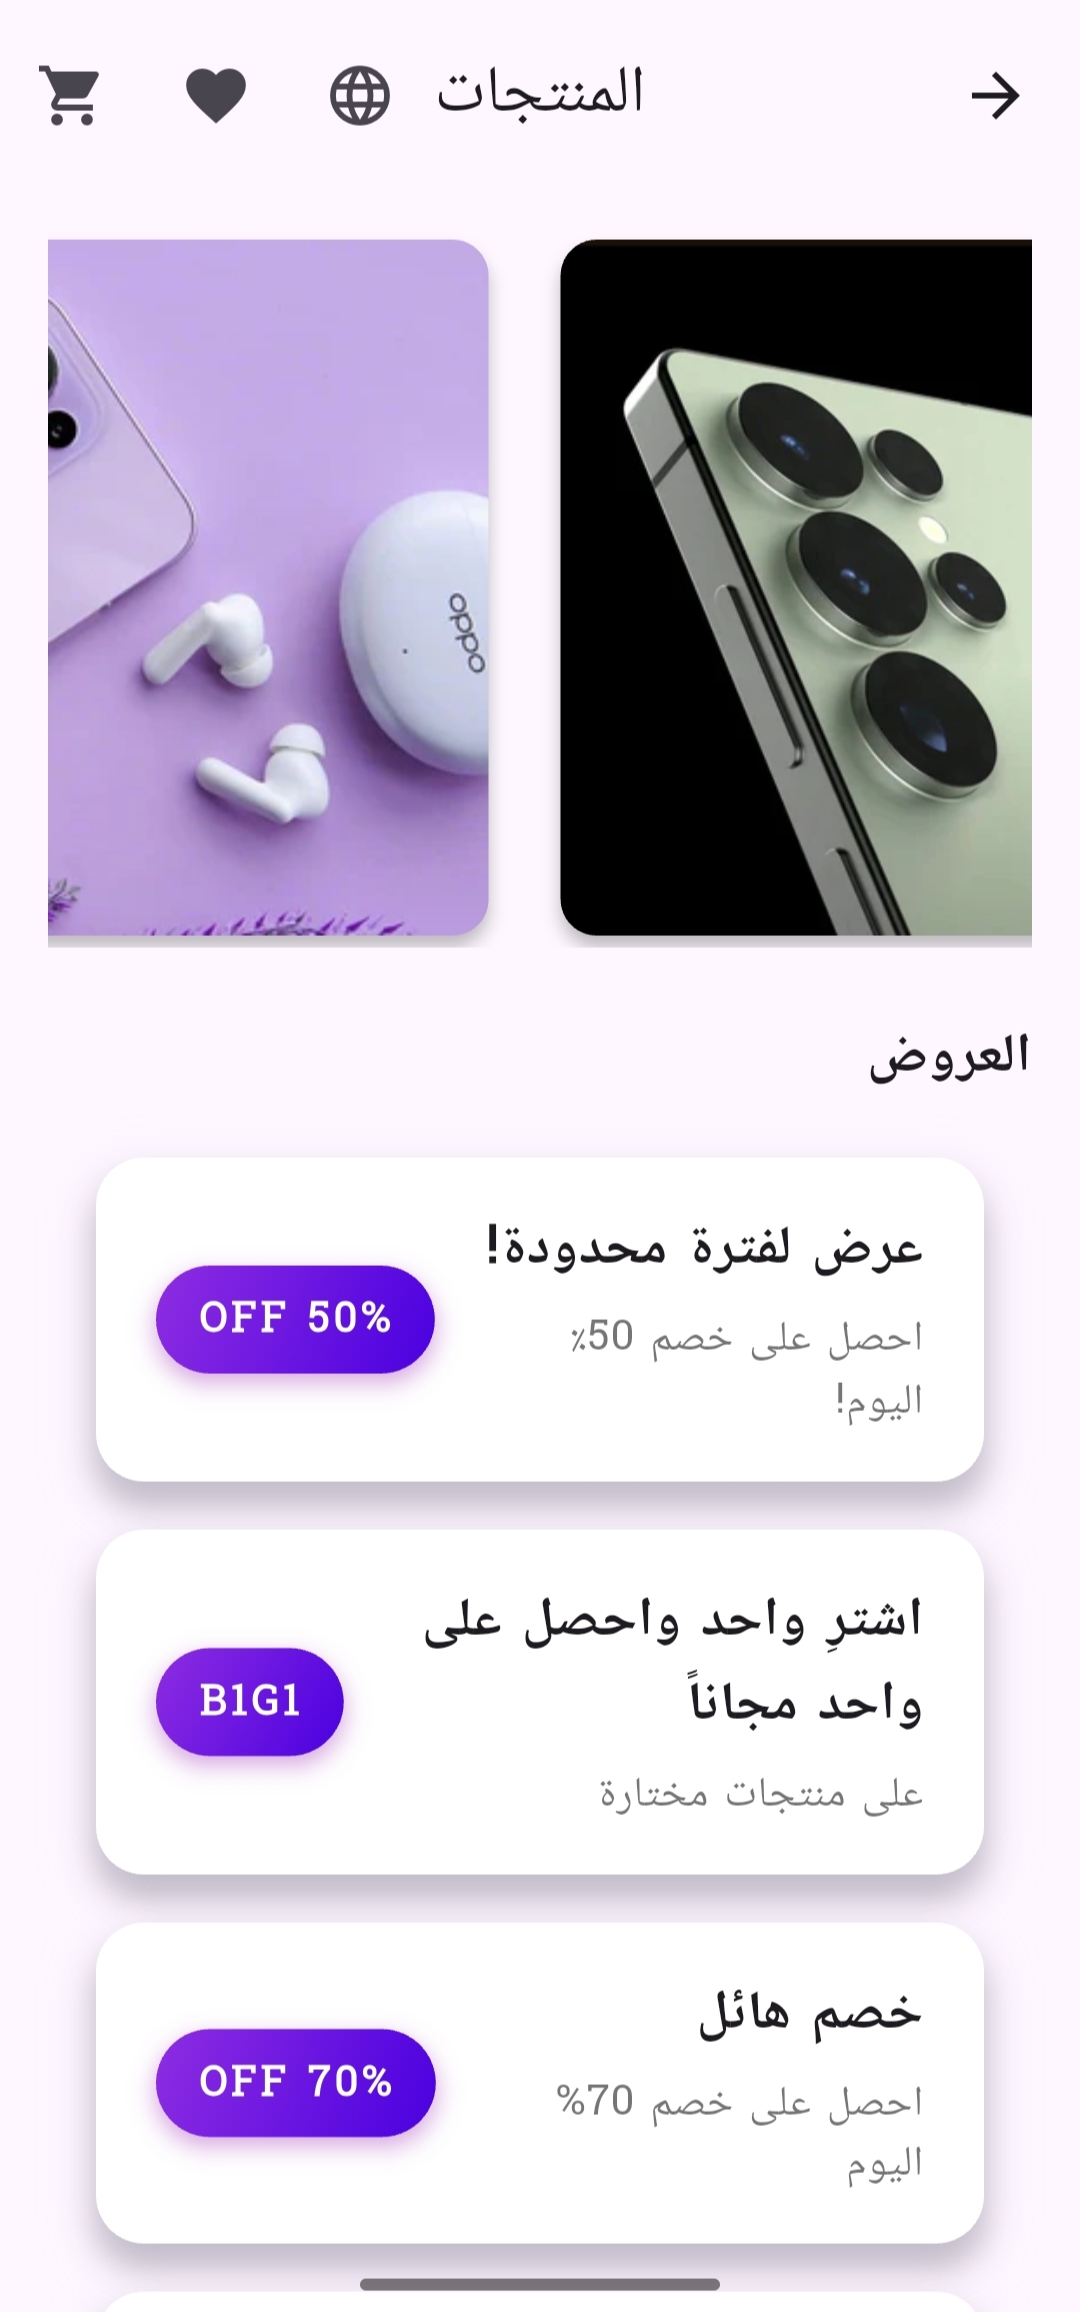 المنتجات
oppo
العروض
عرض لفترة محدودة!
احصل على خصم 50٪
اليوم!
OFF 50%
اشترِ واحد واحصل على
واحد مجاناً
على منتجات مختارة
B1G1
خصم هائل
احصل على خصم 70%
اليوم
OFF 70%